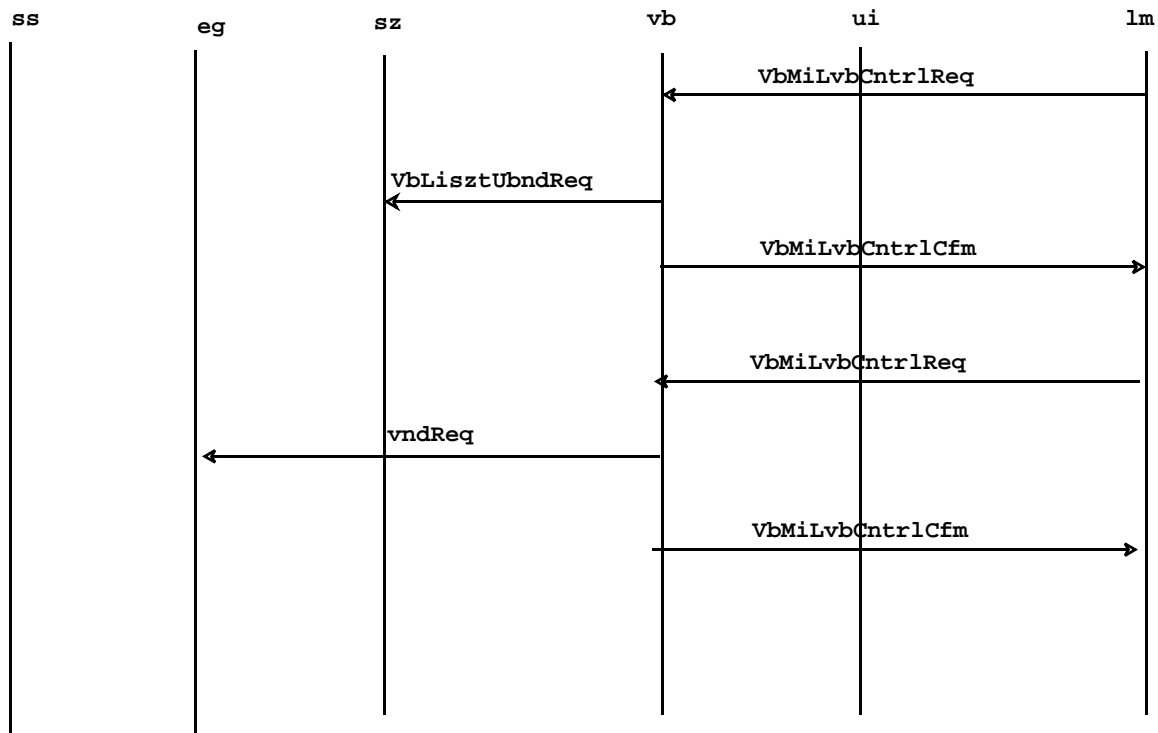 ss eg sz vb ui lm
VbMiLvbCntrlReq
VbLisztUbndReq
VbMiLvbCntrlCfm
VbMiLvbCntrlReq
vndReq
VbMiLvbCntrlCfm